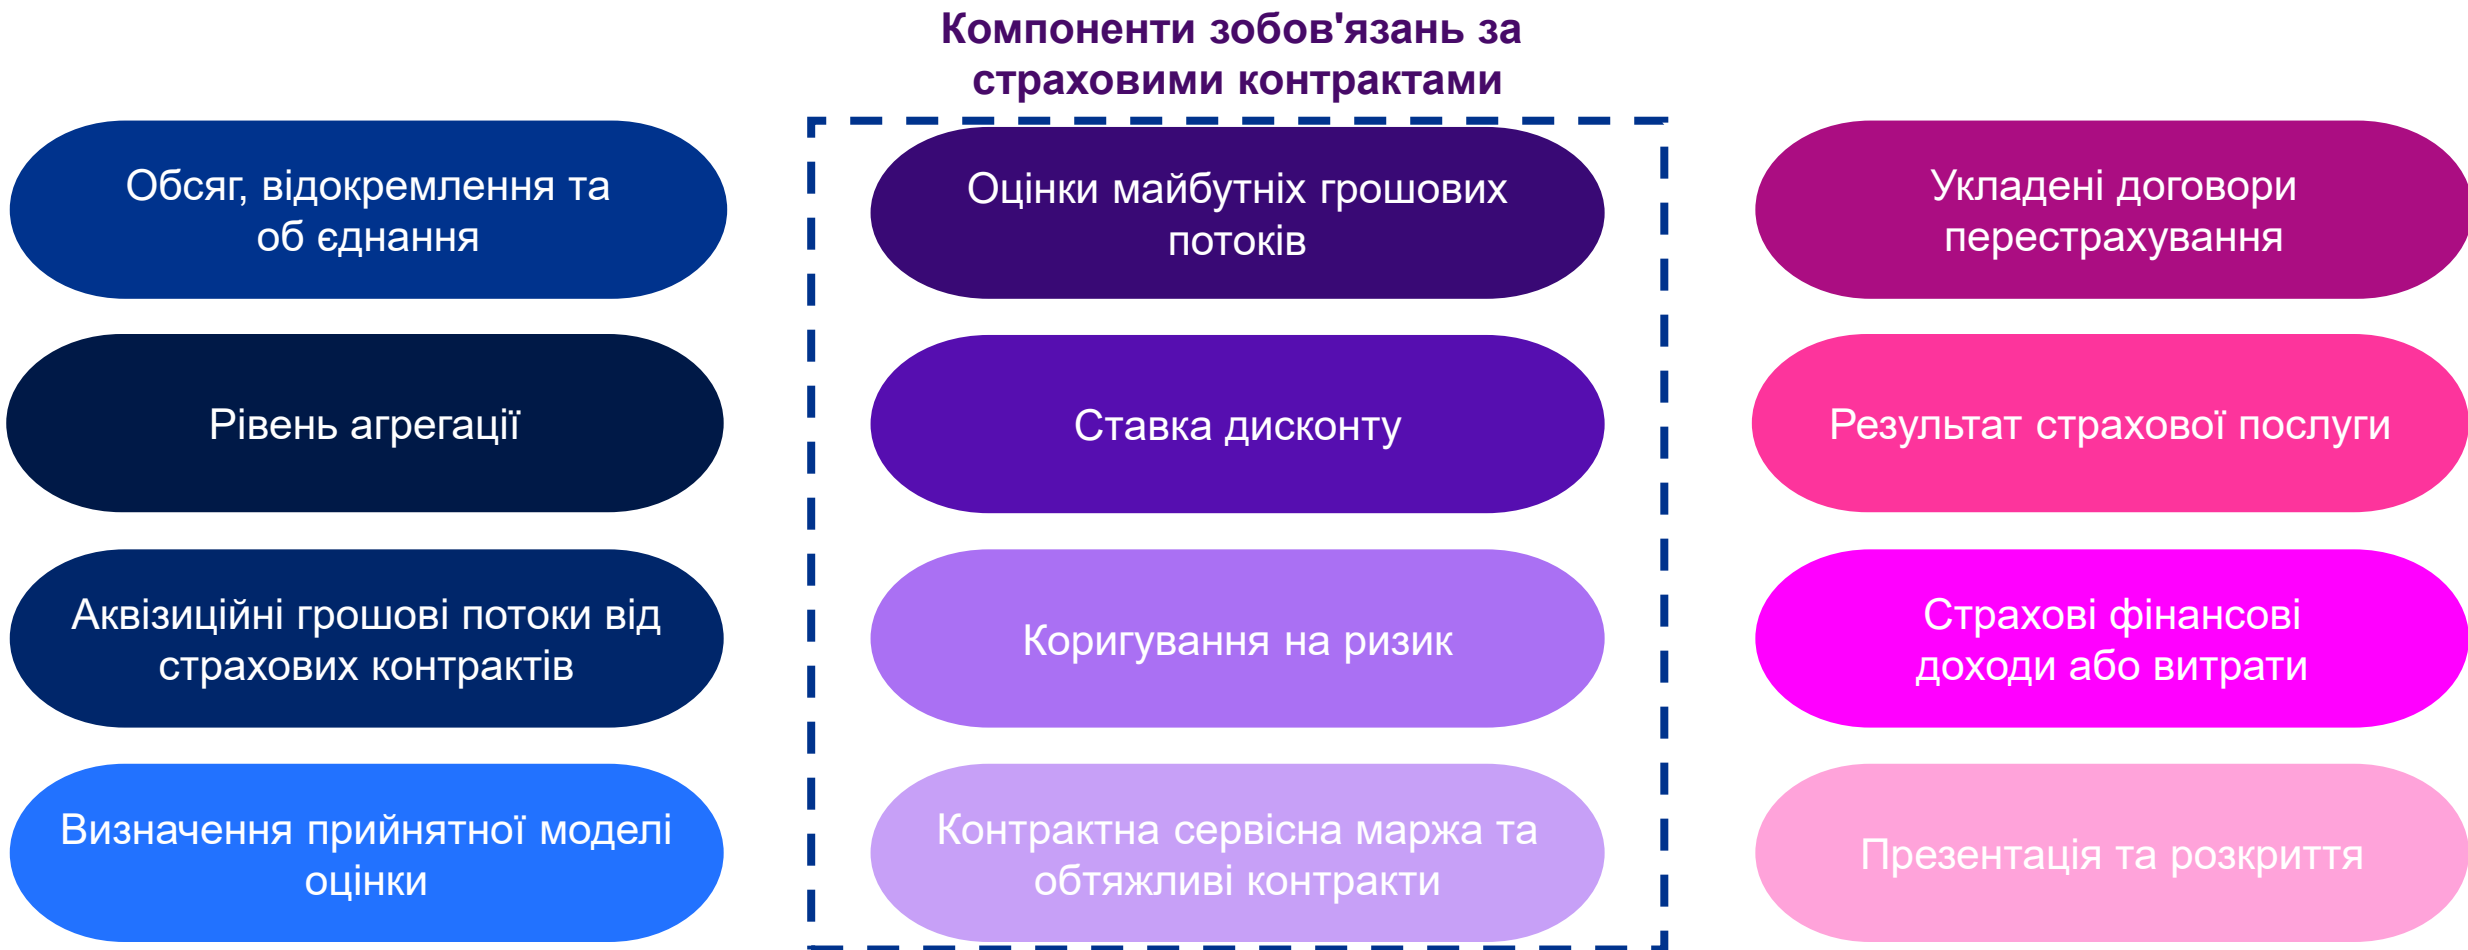 Компоненти зобов'язань за
страховими контрактами
Обсяг, відокремлення та
об єднання
Рівень агрегації
Аквізиційні грошові потоки від
страхових контрактів
Визначення прийнятної моделі
оцінки
Оцінки майбутніх грошових
потоків
Ставка дисконту
Коригування на ризик
Контрактна сервісна маржа та
обтяжливі контракти
Укладені договори
перестрахування
Результат страхової послуги
Страхові фінансові
доходи або витрати
Презентація та розкриття